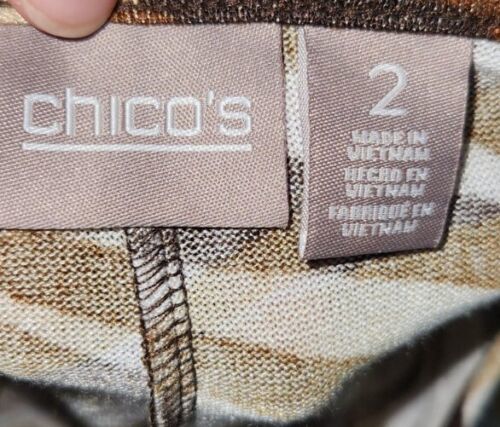 chico's
2
MADE IN
VIETNAM
HECHO EN
VIETNAM
FABRIQUE EN
VIETNAM